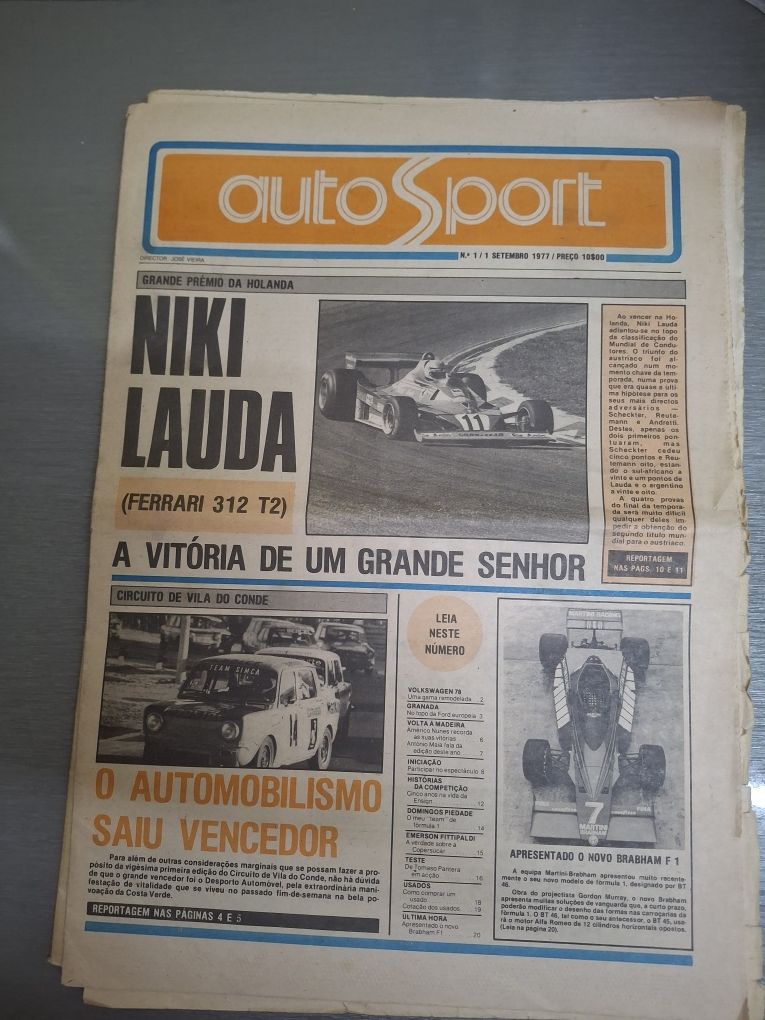 autoSport
DIRECTOR: JOSÉ VIEIRA
N.º 1 / 1 SETEMBRO 1977 / PREÇO 10$00
GRANDE PRÉMIO DA HOLANDA
NIKI
LAUDA
(FERRARI 312 T2)
11
GOODYEAR
A VITÓRIA DE UM GRANDE SENHOR
Ao vencer na Ho-
landa, Niki Lauda
adiantou-se no topo
da classificação do
Mundial de Condu-
tores. O triunfo do
austríaco foi al-
cançado num mo-
mento chave da tem-
porada, numa prova
que era quase a últi-
ma hipótese para os
seus mais directos
adversários —
Scheckter, Reute-
mann e Andretti.
Destes, apenas os
dois primeiros pon-
tuaram, mas
Scheckter cedeu
cinco pontos e Reu-
temann oito, estan-
do o sul-africano a
vinte e um pontos de
Lauda e o argentino
a vinte e oito.
A quatro provas
do final da tempora-
da será muito difícil
qualquer deles im-
pedir a obtenção do
segundo título mun-
dial para o austríaco.
REPORTAGEM
NAS PAGS. 10 E 11
CIRCUITO DE VILA DO CONDE
TEAM SIMCA
14
O AUTOMOBILISMO
SAIU VENCEDOR
Para além de outras considerações marginais que se possam fazer a pro-
pósito da vigésima primeira edição do Circuito de Vila do Conde, não há dúvida
de que o grande vencedor foi o Desporto Automóvel, pela extraordinária mani-
festação de vitalidade que se viveu no passado fim-de-semana na bela po-
voação da Costa Verde.
REPORTAGEM NAS PÁGINAS 4 E 5
LEIA
NESTE
NÚMERO
VOLKSWAGEN 78
Uma gama remodelada 2
GRANADA
No topo da Ford europeia 3
VOLTA À MADEIRA
Américo Nunes recorda
as suas vitórias 6
António Maia fala da
edição deste ano 7
INICIAÇÃO
Participar no espectáculo 8
HISTÓRIAS
DA COMPETIÇÃO
Cinco anos na vida da
Ensign 12
DOMINGOS PIEDADE
O meu "team" de
fórmula 1 14
EMERSON FITTIPALDI
A verdade sobre a
Copersucar 15
TESTE
De Tomaso Pantera
em acção 16
USADOS
Como comprar um
usado 18
Cotação dos usados 19
ÚLTIMA HORA
Apresentado o novo
Brabham F1 20
MARTINI RACING
7
MARTINI
APRESENTADO O NOVO BRABHAM F 1
A equipa Martini-Brabham apresentou muito recente-
mente o seu novo modelo de fórmula 1, designado por BT
46.
Obra do projectista Gordon Murray, o novo Brabham
apresenta muitas soluções de vanguarda que, a curto prazo,
poderão modificar o desenho das formas nas carroçarias da
fórmula 1. O BT 46, tal como o seu antecessor, o BT 45, usa-
rá o motor Alfa Romeo de 12 cilindros horizontais opostos.
(Leia na página 20).